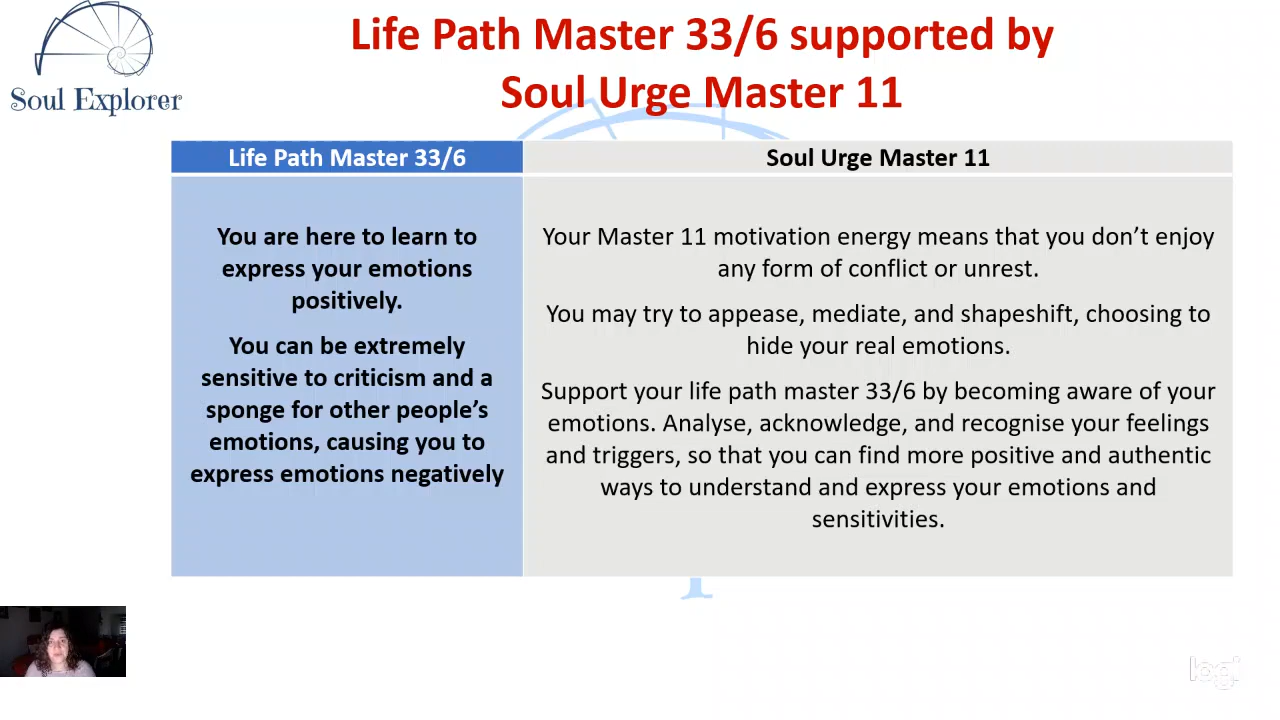 Life Path Master 33/6 supported by
Soul Urge Master 11
Soul Explorer
Life Path Master 33/6
Soul Urge Master 11
You are here to learn to
express your emotions
positively.
You can be extremely
sensitive to criticism and a
sponge for other people’s
emotions, causing you to
express emotions negatively
Your Master 11 motivation energy means that you don’t enjoy
any form of conflict or unrest.
You may try to appease, mediate, and shapeshift, choosing to
hide your real emotions.
Support your life path master 33/6 by becoming aware of your
emotions. Analyse, acknowledge, and recognise your feelings
and triggers, so that you can find more positive and authentic
ways to understand and express your emotions and
sensitivities.